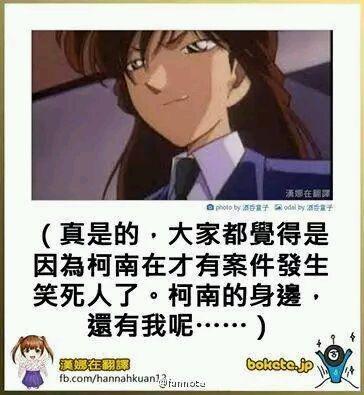 漢娜在翻譯
photo by 酒吞童子 odai by 酒吞童子
（真是的，大家都覺得是
因為柯南在才有案件發生
笑死人了。柯南的身邊，
還有我呢⋯⋯）
漢娜在翻譯
fb.com/hannahkuan13
bokete.jp
@funnote